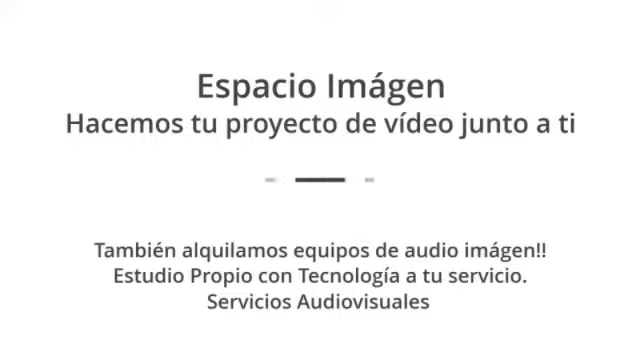 Espacio Imágen
Hacemos tu proyecto de vídeo junto a ti
También alquilamos equipos de audio imágen!!
Estudio Propio con Tecnología a tu servicio.
Servicios Audiovisuales